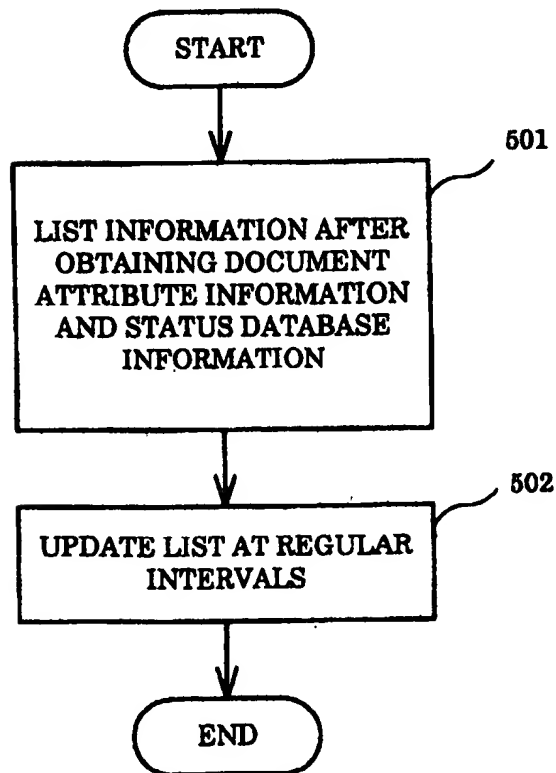 START
501
LIST INFORMATION AFTER
OBTAINING DOCUMENT
ATTRIBUTE INFORMATION
AND STATUS DATABASE
INFORMATION
502
UPDATE LIST AT REGULAR
INTERVALS
END